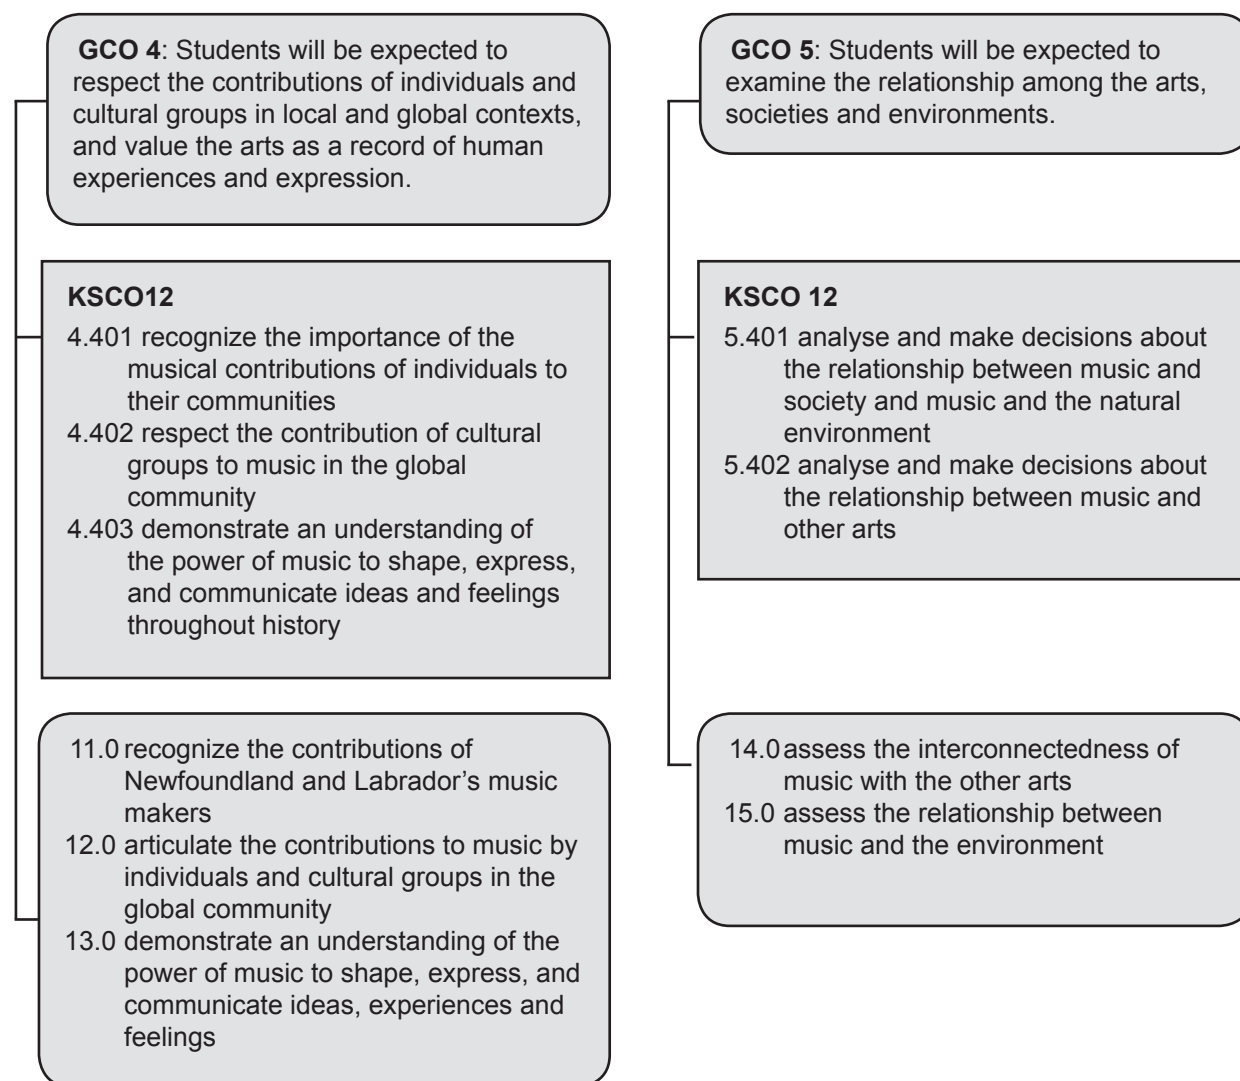 GCO 4: Students will be expected to
respect the contributions of individuals and
cultural groups in local and global contexts,
and value the arts as a record of human
experiences and expression.
KSCO12
4.401 recognize the importance of the
musical contributions of individuals to
their communities
4.402 respect the contribution of cultural
groups to music in the global
community
4.403 demonstrate an understanding of
the power of music to shape, express,
and communicate ideas and feelings
throughout history
11.0 recognize the contributions of
Newfoundland and Labrador’s music
makers
12.0 articulate the contributions to music by
individuals and cultural groups in the
global community
13.0 demonstrate an understanding of the
power of music to shape, express, and
communicate ideas, experiences and
feelings
GCO 5: Students will be expected to
examine the relationship among the arts,
societies and environments.
KSCO 12
5.401 analyse and make decisions about
the relationship between music and
society and music and the natural
environment
5.402 analyse and make decisions about
the relationship between music and
other arts
14.0 assess the interconnectedness of
music with the other arts
15.0 assess the relationship between
music and the environment